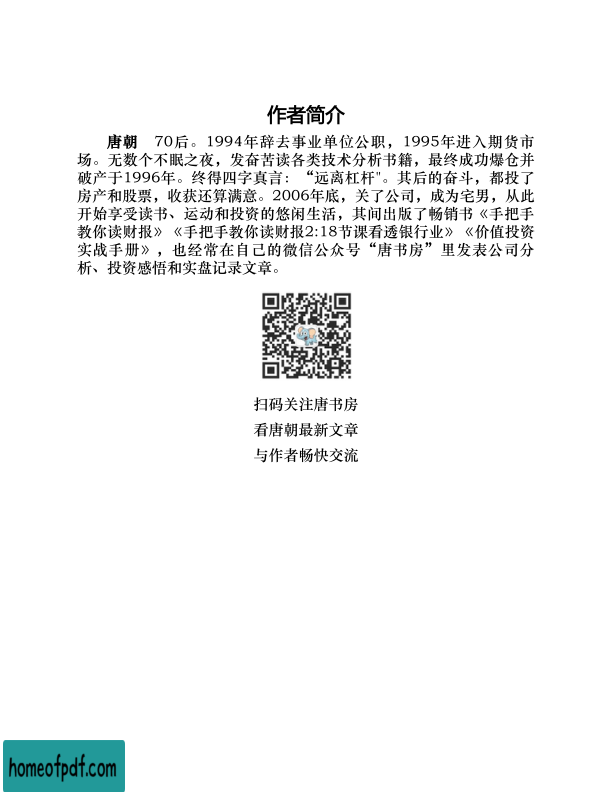 作者简介
唐朝 70后。1994年辞去事业单位公职，1995年进入期货市
场。无数个不眠之夜，发奋苦读各类技术分析书籍，最终成功爆仓并
破产于1996年。终得四字真言：“远离杠杆"。其后的奋斗，都投了
房产和股票，收获还算满意。2006年底，关了公司，成为宅男，从此
开始享受读书、运动和投资的悠闲生活，其间出版了畅销书《手把手
教你读财报》《手把手教你读财报2:18节课看透银行业》《价值投资
实战手册》，也经常在自己的微信公众号“唐书房”里发表公司分
析、投资感悟和实盘记录文章。
扫码关注唐书房
看唐朝最新文章
与作者畅快交流
homeofpdf.com